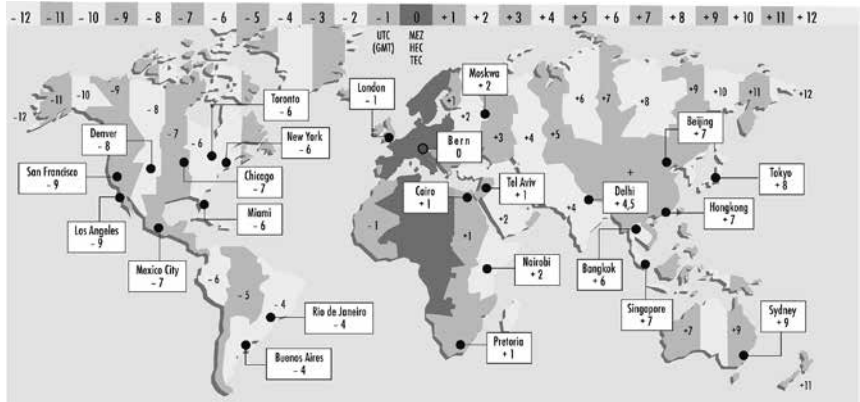 - 12 - 11 - 10 - 9 - 8 - 7 - 6 - 5 - 4 - 3 - 2 - 1 0 + 1 + 2 + 3 + 4 + 5 + 6 + 7 + 8 + 9 + 10 + 11 + 12
UTC
(GMT)
MEZ
HEC
TEC
Toronto
- 6
London
- 1
Moskwa
+ 2
Denver
- 8
New York
- 6
Bern
0
Beijing
+ 7
San Francisco
- 9
Chicago
- 7
Cairo
+ 1
Tel Aviv
+ 1
Delhi
+ 4,5
Tokyo
+ 8
Los Angeles
- 9
Miami
- 6
Hongkong
+ 7
Mexico City
- 7
Nairobi
+ 2
Bangkok
+ 6
Rio de Janeiro
- 4
Singapore
+ 7
Sydney
+ 9
Buenos Aires
- 4
Pretoria
+ 1
-12
-11
-10
-9
-8
-7
-6
-6
-5
-4
-1
+1
+2
+3
+4
+5
+6
+7
+8
+9
+10
+11
+12
+1
+2
+4
+7
+9
+11